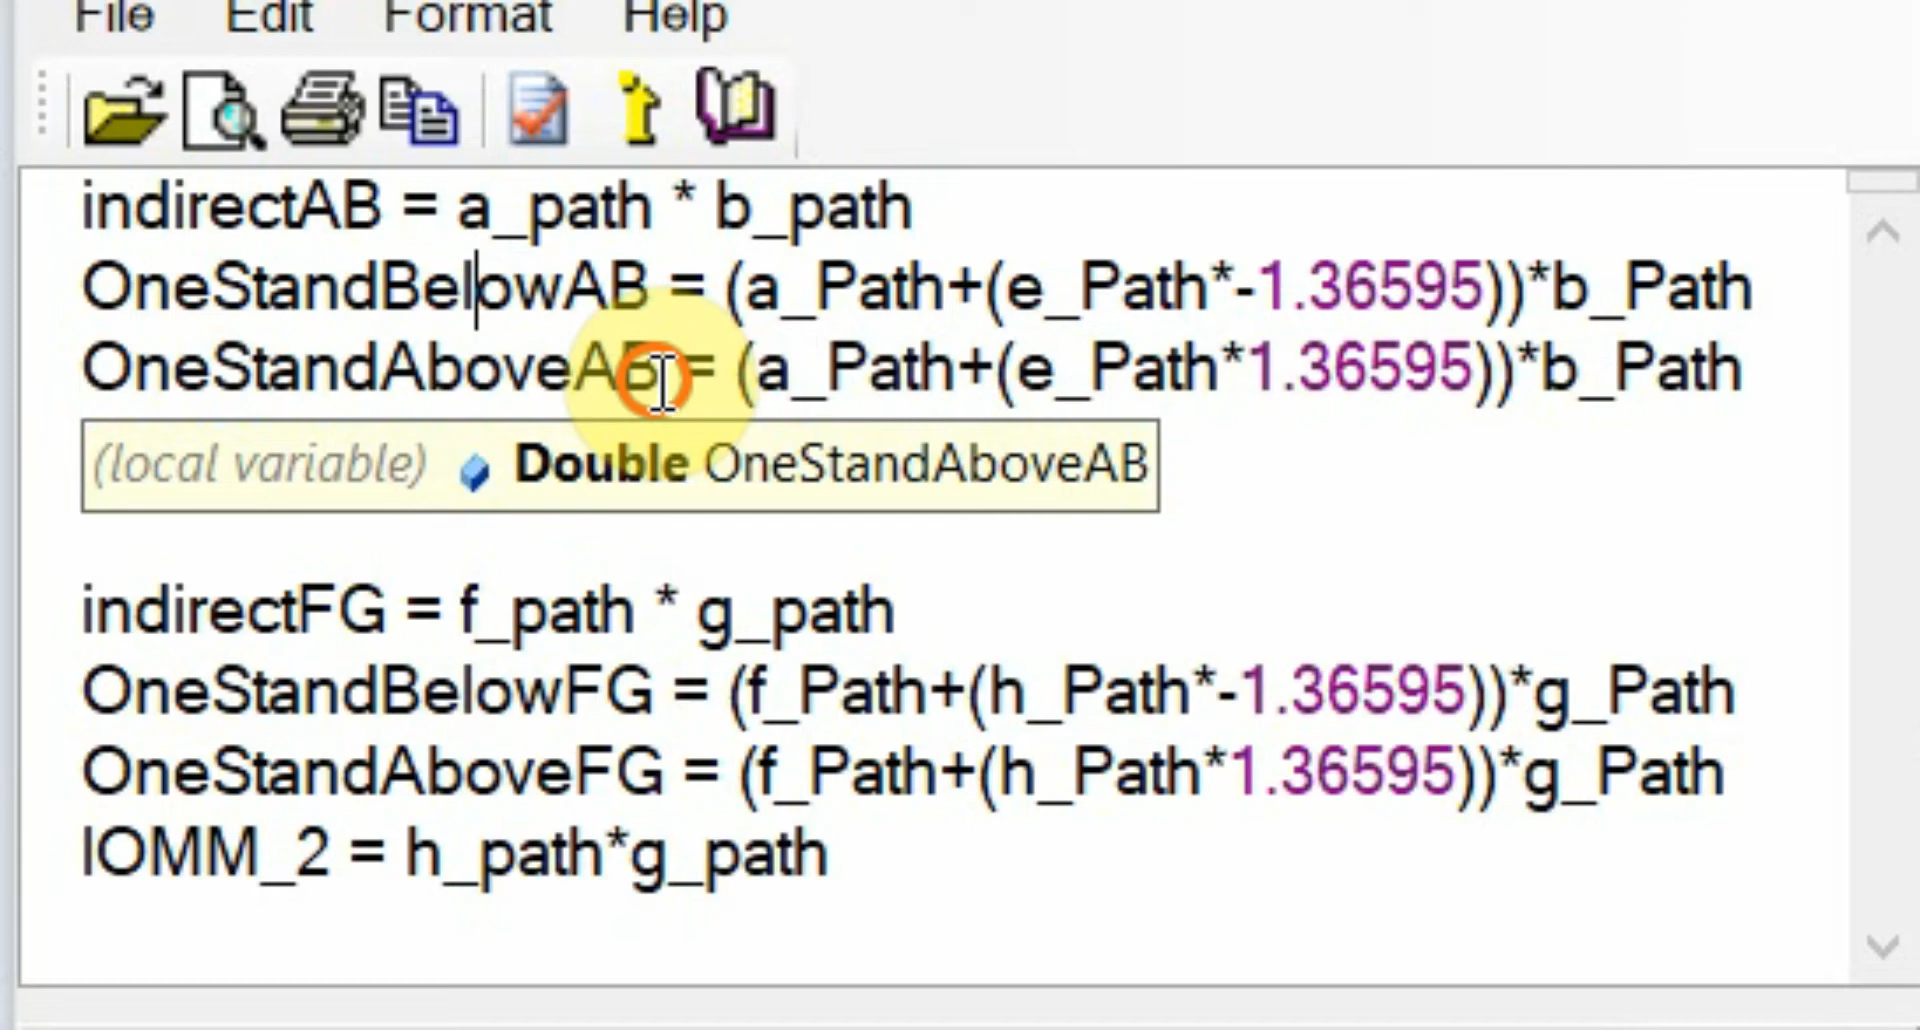 File Edit Format Help
indirectAB = a_path * b_path
OneStandBelowAB = (a_Path+(e_Path*-1.36595))*b_Path
OneStandAboveAB = (a_Path+(e_Path*1.36595))*b_Path
(local variable) Double OneStandAboveAB
indirectFG = f_path * g_path
OneStandBelowFG = (f_Path+(h_Path*-1.36595))*g_Path
OneStandAboveFG = (f_Path+(h_Path*1.36595))*g_Path
IOMM_2 = h_path*g_path